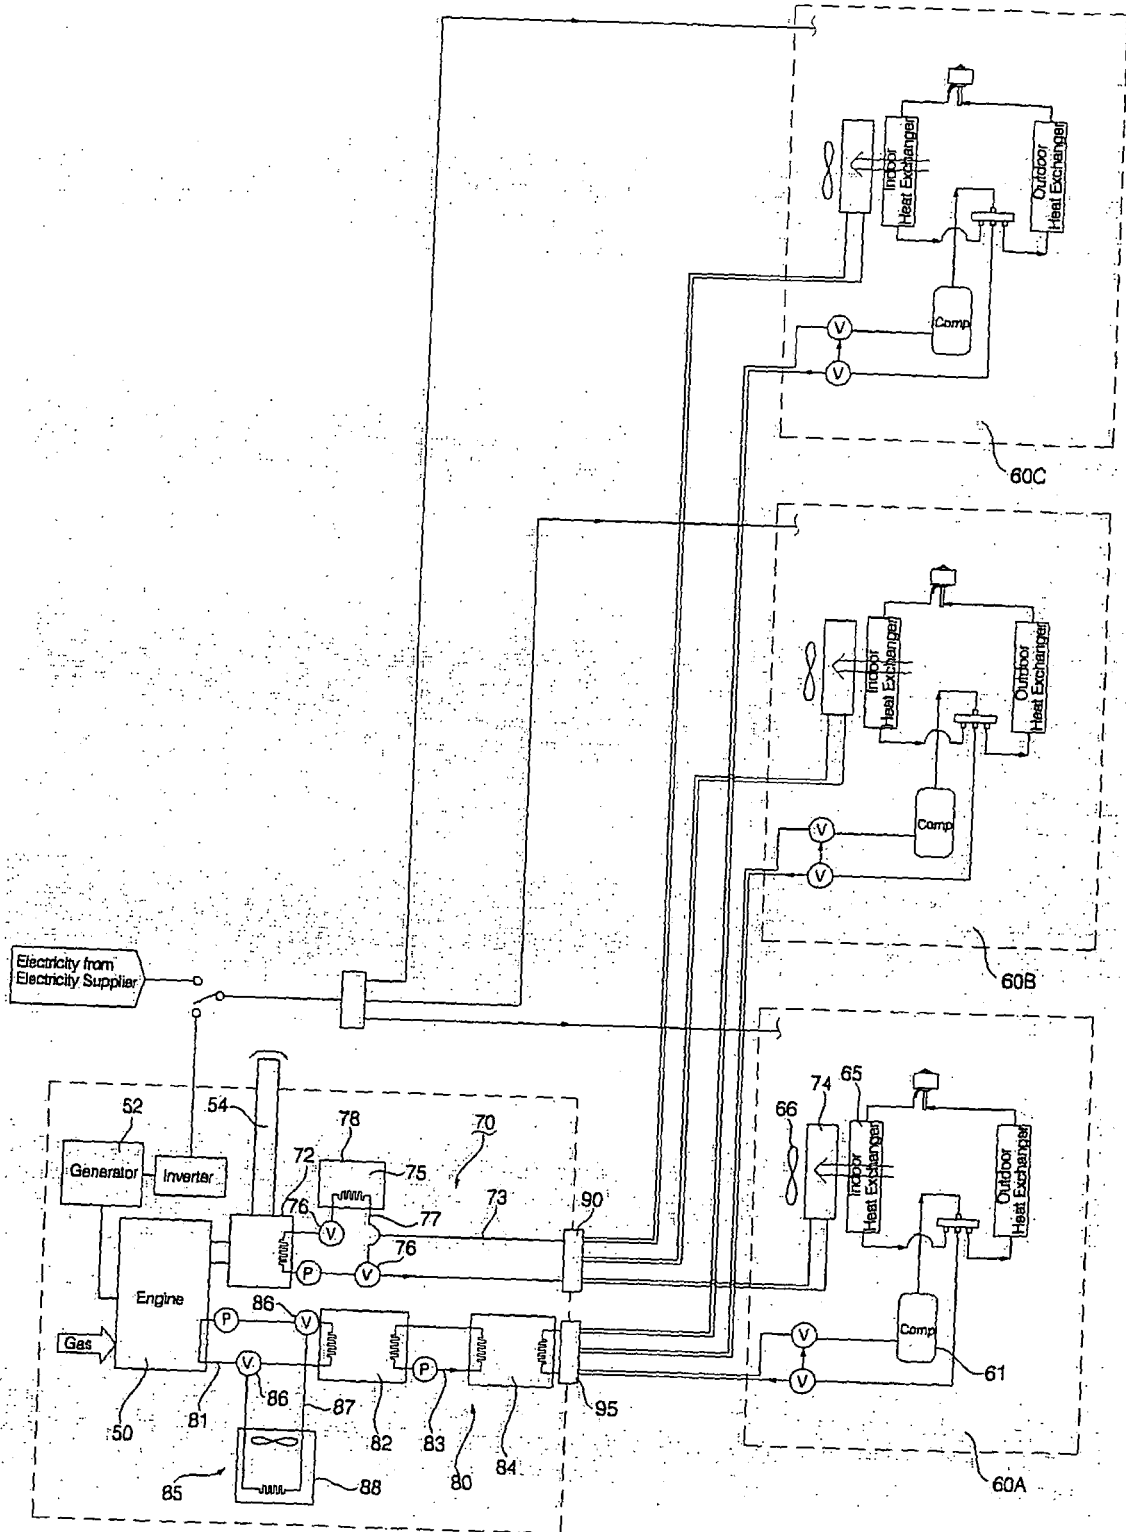 Indoor
Heat Exchanger
Outdoor
Heat Exchanger
V
Comp
V
60C
Indoor
Heat Exchanger
Outdoor
Heat Exchanger
V
Comp
V
60B
Electricity from
Electricity Supplier
52
54
78
70
66
74
65
Generator
Inverter
72
75
Indoor
Heat Exchanger
Outdoor
Heat Exchanger
76
V
77
73
90
P
V
76
Engine
86
P
V
Gas
V
86
P
V
Comp
V
61
50
81
87
82
83
84
95
80
85
88
60A